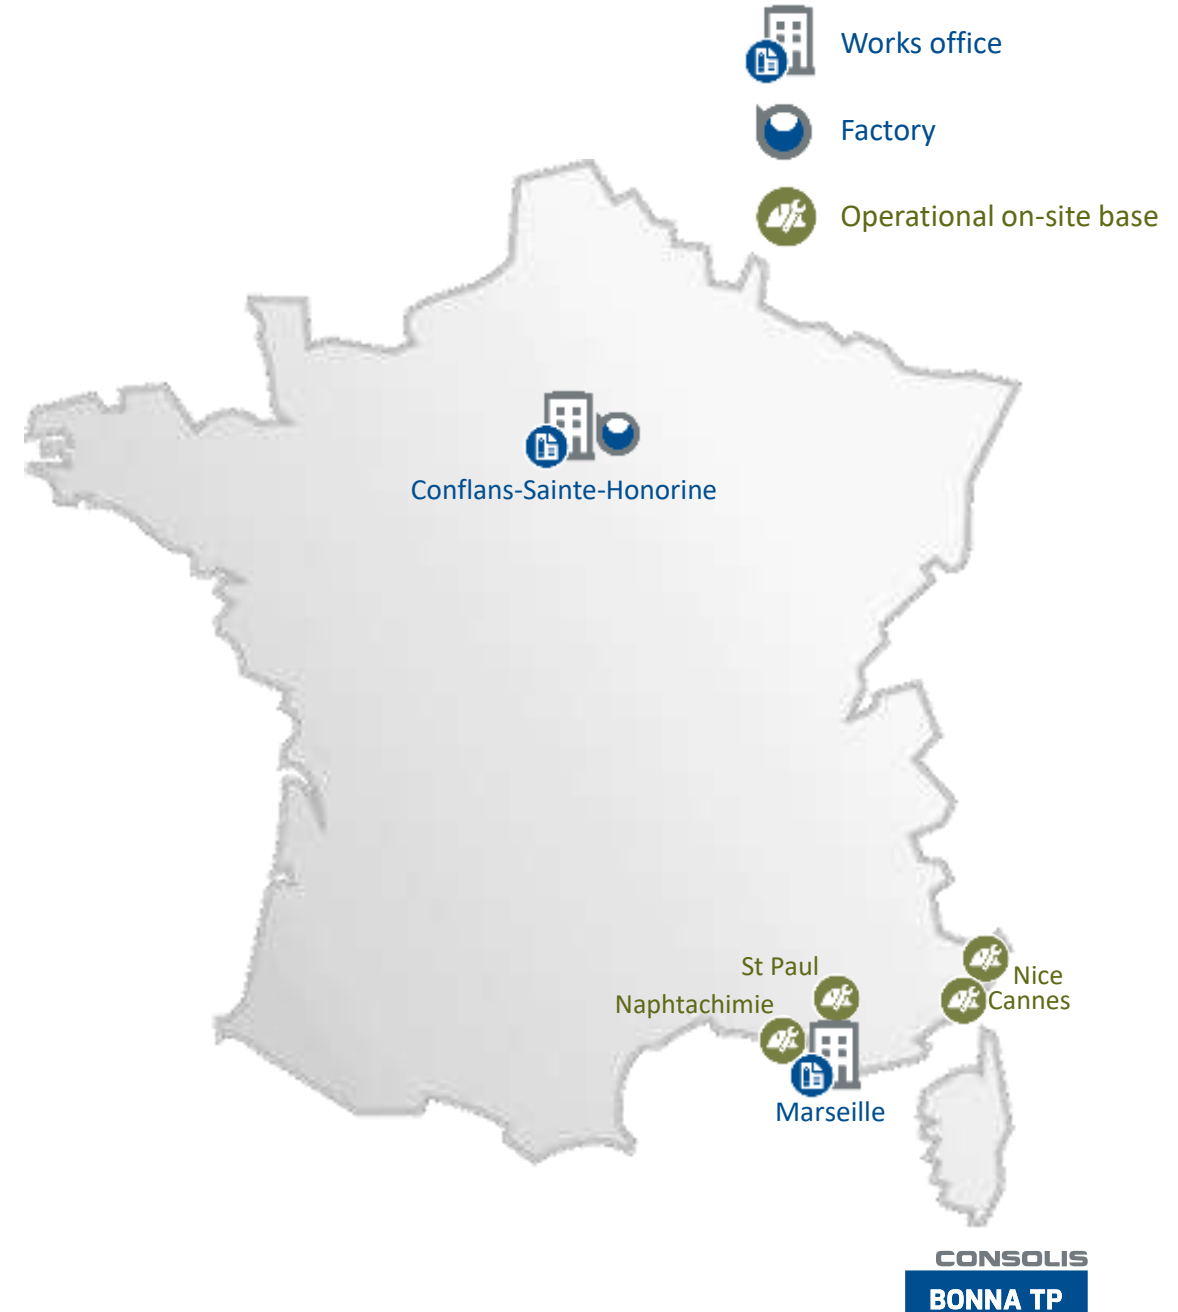 Works office
Factory
Operational on-site base
Conflans-Sainte-Honorine
St Paul
Naphtachimie
Nice
Cannes
Marseille
CONSOLIS
BONNA TP